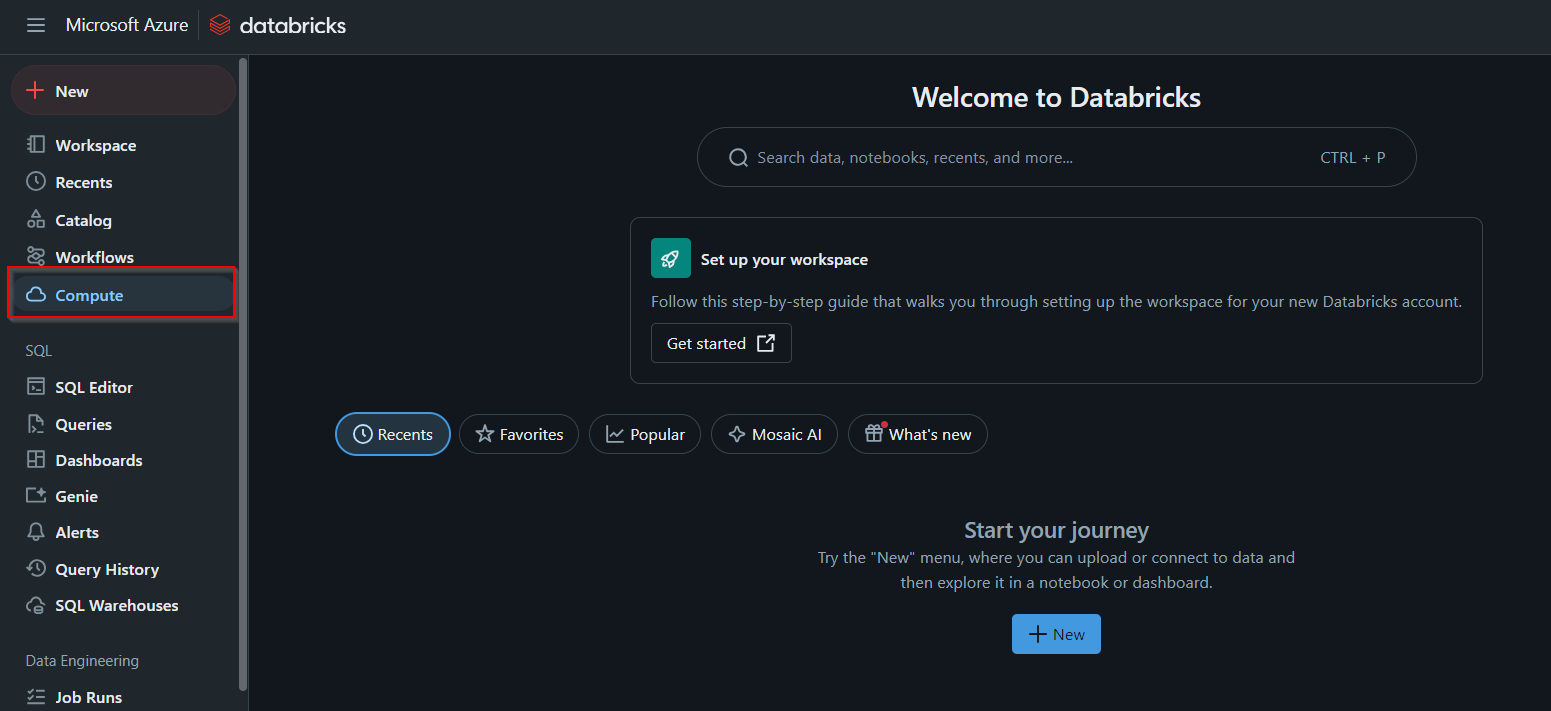 Microsoft Azure databricks
New
Workspace
Recents
Catalog
Workflows
Compute
SQL
SQL Editor
Queries
Dashboards
Genie
Alerts
Query History
SQL Warehouses
Data Engineering
Job Runs
Welcome to Databricks
Search data, notebooks, recents, and more... CTRL + P
Set up your workspace
Follow this step-by-step guide that walks you through setting up the workspace for your new Databricks account.
Get started
Recents Favorites Popular Mosaic AI What's new
Start your journey
Try the "New" menu, where you can upload or connect to data and
then explore it in a notebook or dashboard.
New